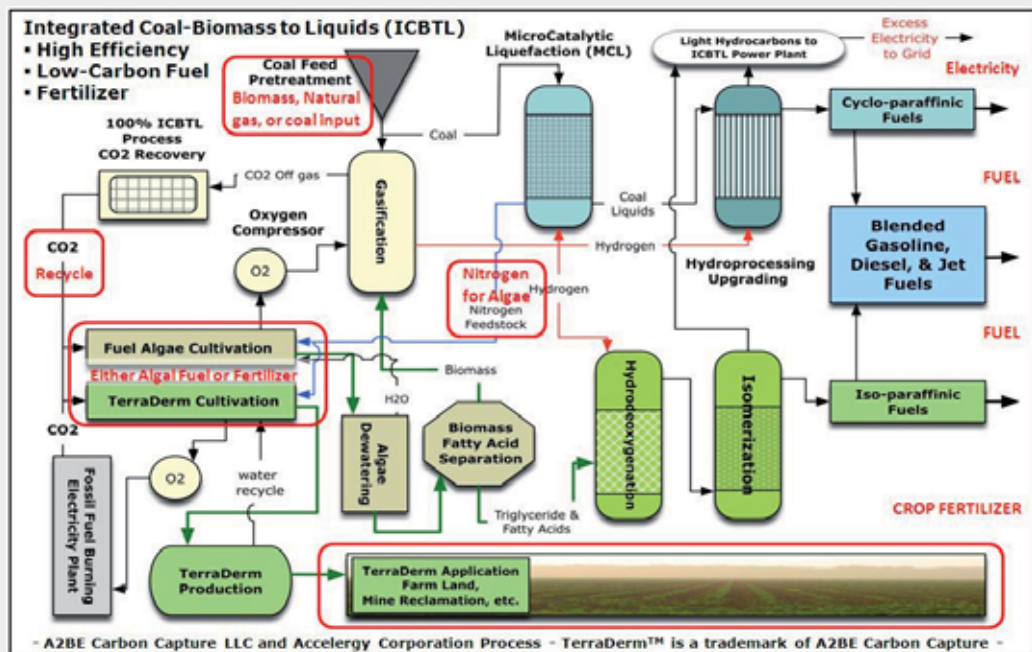 Integrated Coal-Biomass to Liquids (ICBTL)
▪ High Efficiency
▪ Low-Carbon Fuel
▪ Fertilizer
Coal Feed
Pretreatment
Biomass, Natural
gas, or coal input
MicroCatalytic
Liquefaction (MCL)
Light Hydrocarbons to
ICBTL Power Plant
Excess
Electricity
to Grid
Electricity
100% ICBTL
Process
CO2 Recovery
Coal
Cyclo-paraffinic
Fuels
CO2 Off gas
Gasification
Oxygen
Compressor
O2
Coal
Liquids
Hydrogen
FUEL
Blended
Gasoline,
Diesel, & Jet
Fuels
CO2
Recycle
Nitrogen
for Algae
Hydrogen
Nitrogen
Feedstock
Hydroprocessing
Upgrading
FUEL
Fuel Algae Cultivation
Either Algal Fuel or Fertilizer
TerraDerm Cultivation
Biomass
H2O
Algae
Dewatering
Biomass
Fatty Acid
Separation
Hydrodeoxygenation
Isomerization
Iso-paraffinic
Fuels
CO2
O2
water
recycle
Fossil Fuel Burning
Electricity Plant
Triglyceride &
Fatty Acids
CROP FERTILIZER
TerraDerm
Production
TerraDerm Application
Farm Land,
Mine Reclamation, etc.
- A2BE Carbon Capture LLC and Accelergy Corporation Process - TerraDerm™ is a trademark of A2BE Carbon Capture -